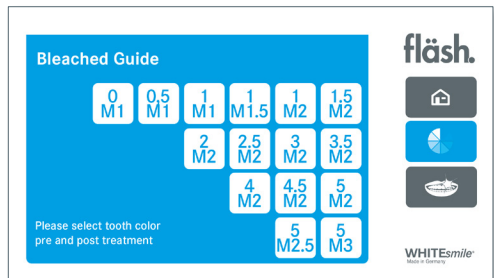 fläsh.
Bleached Guide
0 0.5 1 1 1 1.5
M1 M1 M1 M1.5 M2 M2
2 2.5 3 3.5
M2 M2 M2 M2
4 4.5 5
M2 M2 M2
5 5
M2.5 M3
Please select tooth color
pre and post treatment
WHITEsmile®
Made in Germany